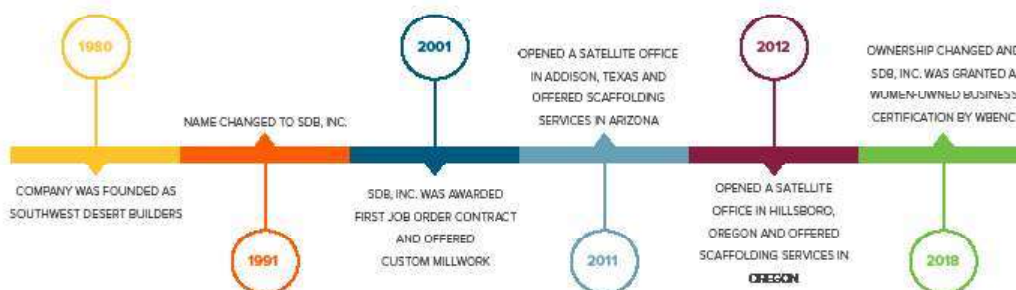 1980
COMPANY WAS FOUNDED AS
SOUTHWEST DESERT BUILDERS
NAME CHANGED TO SDB, INC.
1991
2001
SDB, INC. WAS AWARDED
FIRST JOB ORDER CONTRACT
AND OFFERED
CUSTOM MILLWORK
OPENED A SATELLITE OFFICE
IN ADDISON, TEXAS AND
OFFERED SCAFFOLDING
SERVICES IN ARIZONA
2011
2012
OPENED A SATELLITE
OFFICE IN HILLSBORO,
OREGON AND OFFERED
SCAFFOLDING SERVICES IN
OREGON
OWNERSHIP CHANGED AND
SDB, INC. WAS GRANTED A
WOMEN-OWNED BUSINESS
CERTIFICATION BY WBENC
2018